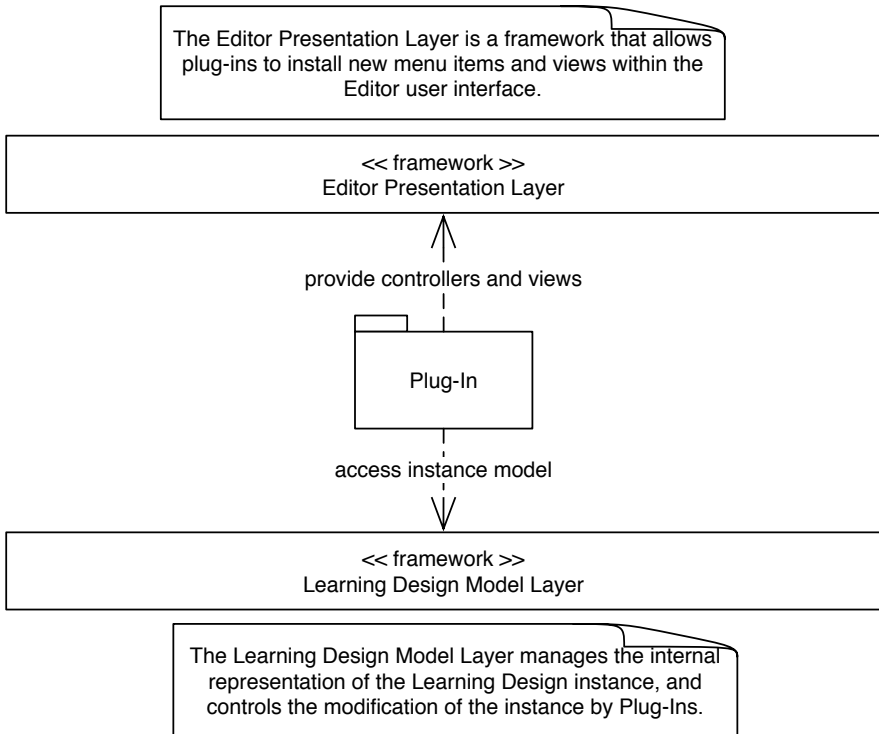 The Editor Presentation Layer is a framework that allows
plug-ins to install new menu items and views within the
Editor user interface.
<< framework >>
Editor Presentation Layer
provide controllers and views
Plug-In
access instance model
<< framework >>
Learning Design Model Layer
The Learning Design Model Layer manages the internal
representation of the Learning Design instance, and
controls the modification of the instance by Plug-Ins.